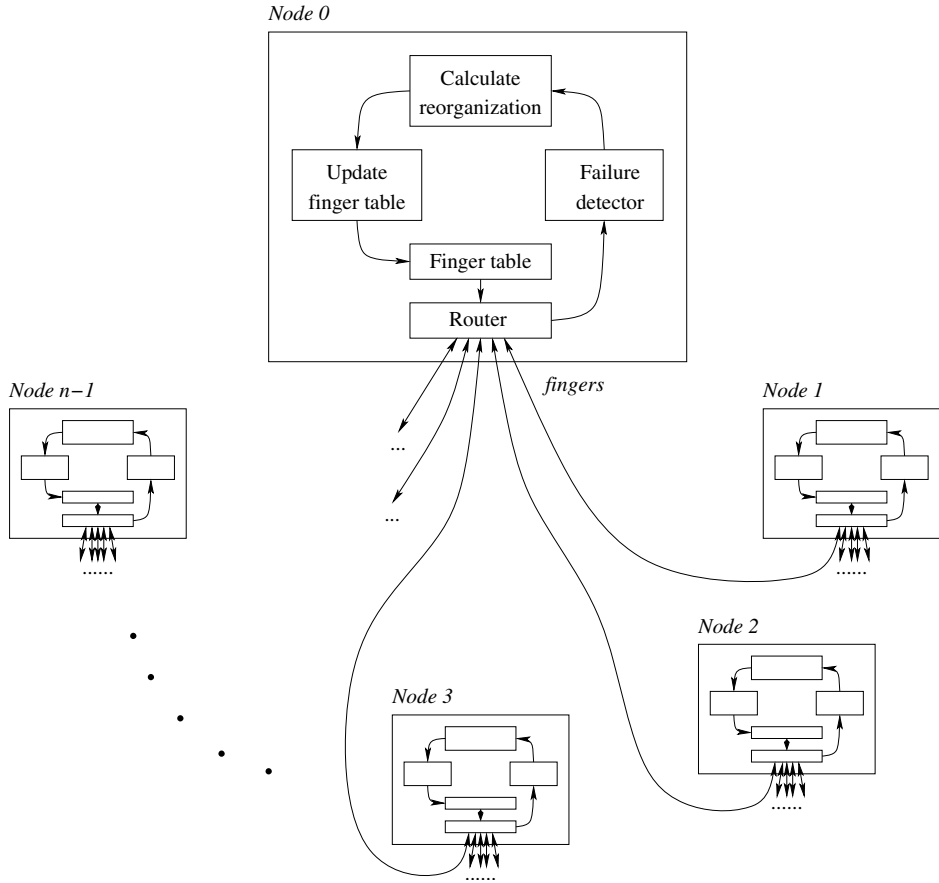 Node 0
Calculate
reorganization
Update
finger table
Failure
detector
Finger table
Router
fingers
Node n−1
Node 1
...
...
......
......
Node 2
Node 3
......
......